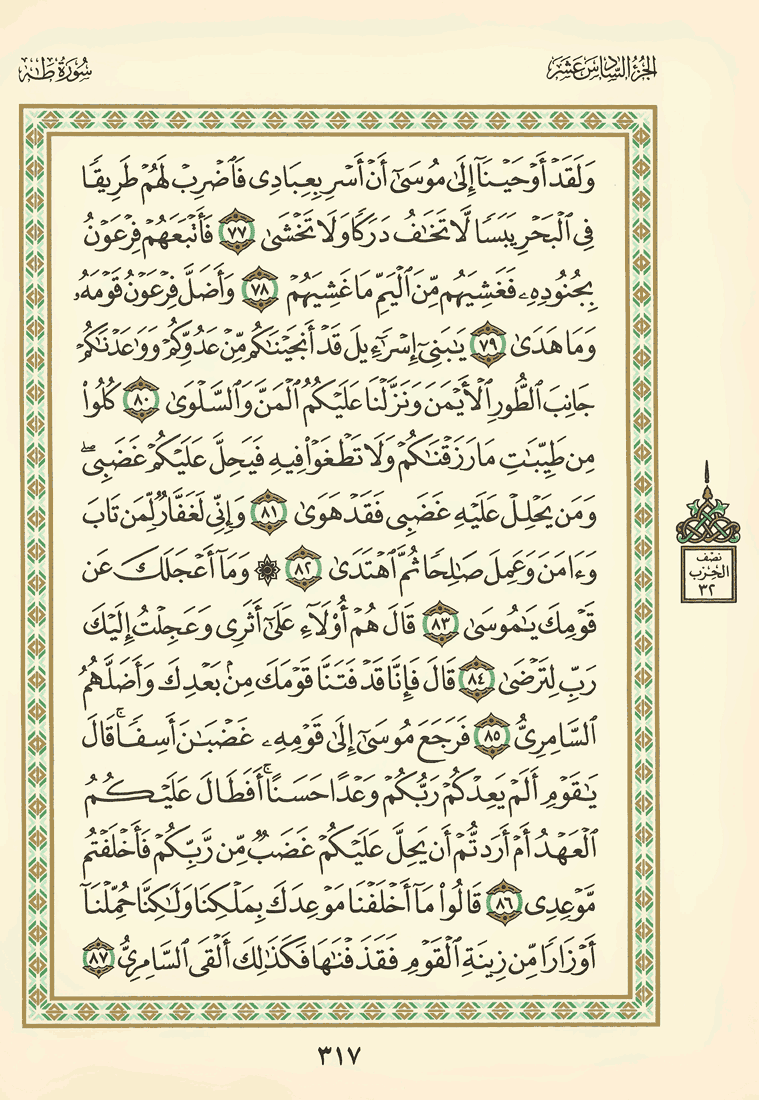 الجزء السادس عشر
سورة طه
وَلَقَدْ أَوْحَيْنَآ إِلَىٰ مُوسَىٰٓ أَنْ أَسْرِ بِعِبَادِى فَٱضْرِبْ لَهُمْ طَرِيقًا
فِى ٱلْبَحْرِ يَبَسًا لَّا تَخَـٰفُ دَرَكًا وَلَا تَخْشَىٰ ٧٧ فَأَتْبَعَهُمْ فِرْعَوْنُ
بِجُنُودِهِۦ فَغَشِيَهُم مِّنَ ٱلْيَمِّ مَا غَشِيَهُمْ ٧٨ وَأَضَلَّ فِرْعَوْنُ قَوْمَهُۥ
وَمَا هَدَىٰ ٧٩ يَـٰبَنِىٓ إِسْرَٰٓءِيلَ قَدْ أَنجَيْنَـٰكُم مِّنْ عَدُوِّكُمْ وَوَٰعَدْنَـٰكُمْ
جَانِبَ ٱلطُّورِ ٱلْأَيْمَنَ وَنَزَّلْنَا عَلَيْكُمُ ٱلْمَنَّ وَٱلسَّلْوَىٰ ٨٠ كُلُوا۟
مِن طَيِّبَـٰتِ مَا رَزَقْنَـٰكُمْ وَلَا تَطْغَوْا۟ فِيهِ فَيَحِلَّ عَلَيْكُمْ غَضَبِى ۖ
وَمَن يَحْلِلْ عَلَيْهِ غَضَبِى فَقَدْ هَوَىٰ ٨١ وَإِنِّى لَغَفَّارٌ لِّمَن تَابَ
وَءَامَنَ وَعَمِلَ صَـٰلِحًا ثُمَّ ٱهْتَدَىٰ ٨٢ ۞ وَمَآ أَعْجَلَكَ عَن
قَوْمِكَ يَـٰمُوسَىٰ ٨٣ قَالَ هُمْ أُو۟لَآءِ عَلَىٰٓ أَثَرِى وَعَجِلْتُ إِلَيْكَ
رَبِّ لِتَرْضَىٰ ٨٤ قَالَ فَإِنَّا قَدْ فَتَنَّا قَوْمَكَ مِنۢ بَعْدِكَ وَأَضَلَّهُمُ
ٱلسَّامِرِىُّ ٨٥ فَرَجَعَ مُوسَىٰٓ إِلَىٰ قَوْمِهِۦ غَضْبَـٰنَ أَسِفًا ۚ قَالَ
يَـٰقَوْمِ أَلَمْ يَعِدْكُمْ رَبُّكُمْ وَعْدًا حَسَنًا ۚ أَفَطَالَ عَلَيْكُمُ
ٱلْعَهْدُ أَمْ أَرَدتُّمْ أَن يَحِلَّ عَلَيْكُمْ غَضَبٌ مِّن رَّبِّكُمْ فَأَخْلَفْتُم
مَّوْعِدِى ٨٦ قَالُوا۟ مَآ أَخْلَفْنَا مَوْعِدَكَ بِمَلْكِنَا وَلَـٰكِنَّا حُمِّلْنَآ
أَوْزَارًا مِّن زِينَةِ ٱلْقَوْمِ فَقَذَفْنَـٰهَا فَكَذَٰلِكَ أَلْقَى ٱلسَّامِرِىُّ ٨٧
نصف
الحزب
٣٢
٣١٧